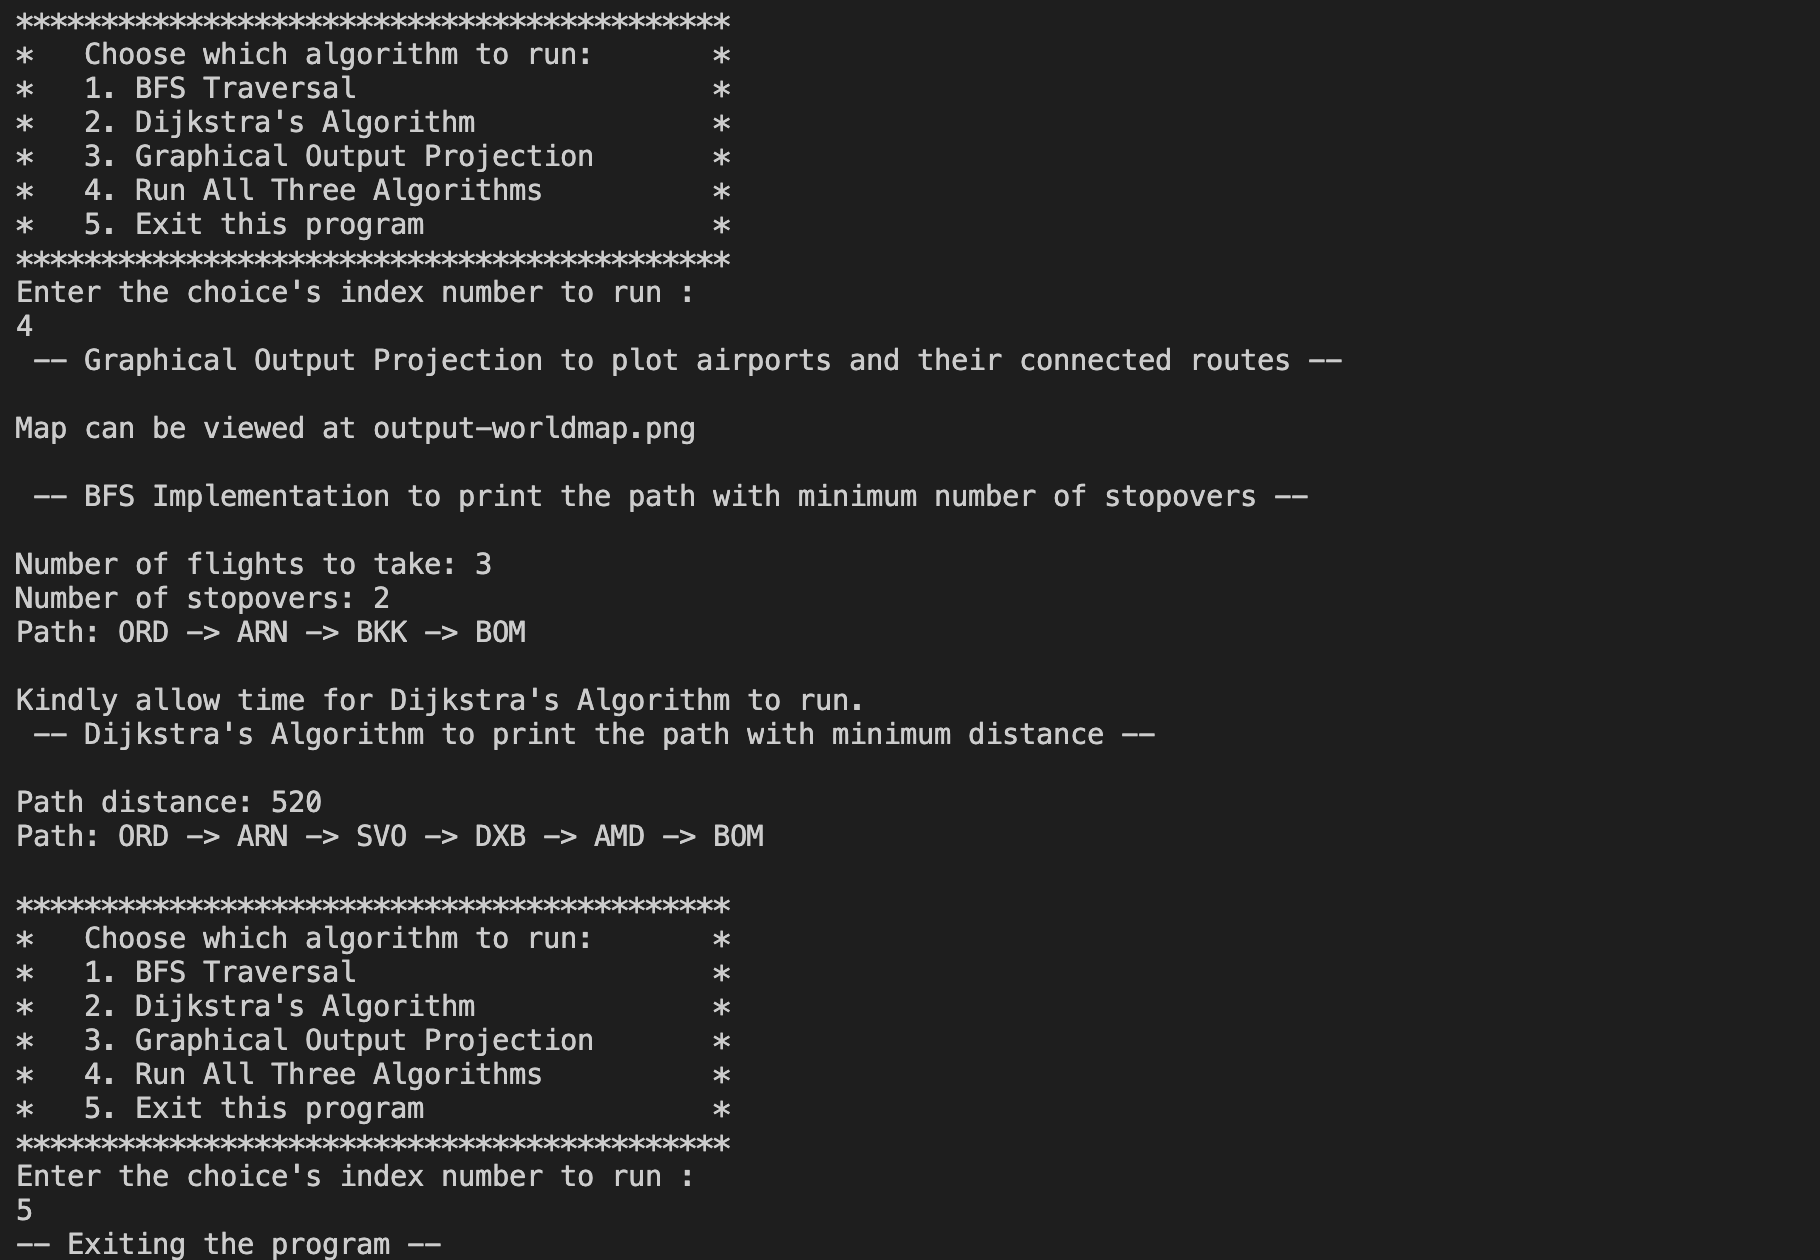 ******************************************
*   Choose which algorithm to run:       *
*   1. BFS Traversal                     *
*   2. Dijkstra's Algorithm              *
*   3. Graphical Output Projection       *
*   4. Run All Three Algorithms          *
*   5. Exit this program                 *
******************************************
Enter the choice's index number to run :
4
 -- Graphical Output Projection to plot airports and their connected routes --
Map can be viewed at output-worldmap.png
 -- BFS Implementation to print the path with minimum number of stopovers --
Number of flights to take: 3
Number of stopovers: 2
Path: ORD -> ARN -> BKK -> BOM
Kindly allow time for Dijkstra's Algorithm to run.
 -- Dijkstra's Algorithm to print the path with minimum distance --
Path distance: 520
Path: ORD -> ARN -> SVO -> DXB -> AMD -> BOM
******************************************
*   Choose which algorithm to run:       *
*   1. BFS Traversal                     *
*   2. Dijkstra's Algorithm              *
*   3. Graphical Output Projection       *
*   4. Run All Three Algorithms          *
*   5. Exit this program                 *
******************************************
Enter the choice's index number to run :
5
-- Exiting the program --